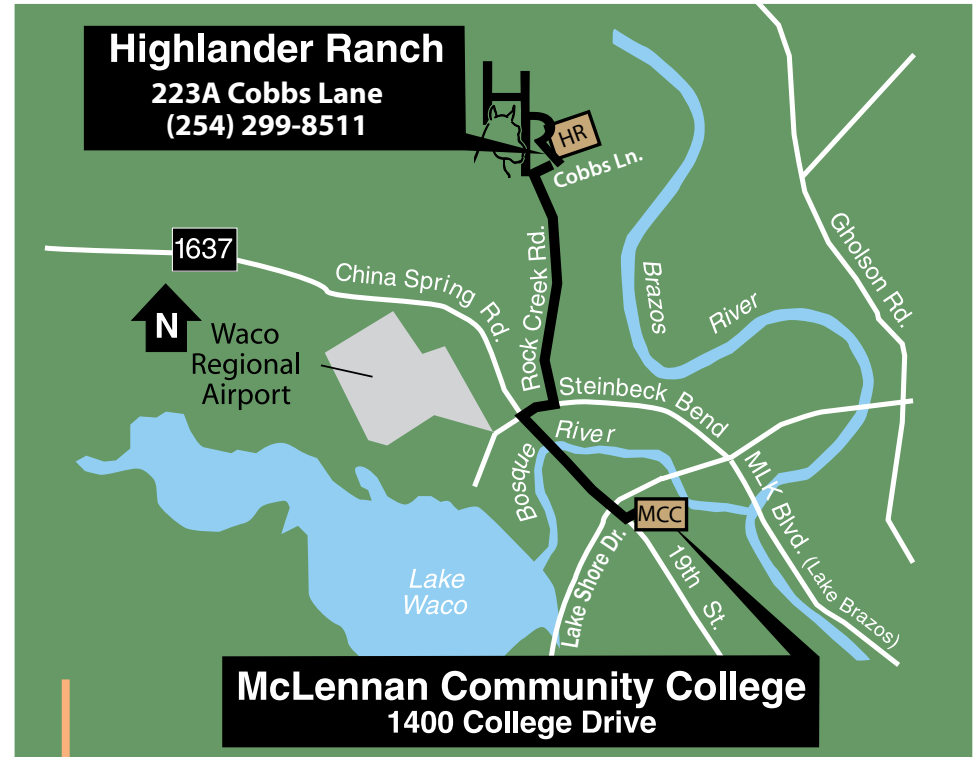 Highlander Ranch
223A Cobbs Lane
(254) 299-8511
H
R
HR
Cobbs Ln.
1637
China Spring Rd.
Rock Creek Rd.
Brazos
River
Gholson Rd.
N
Waco
Regional
Airport
Steinbeck Bend
Bosque
River
MLK Blvd. (Lake Brazos)
MCC
Lake Shore Dr.
19th St.
Lake
Waco
McLennan Community College
1400 College Drive